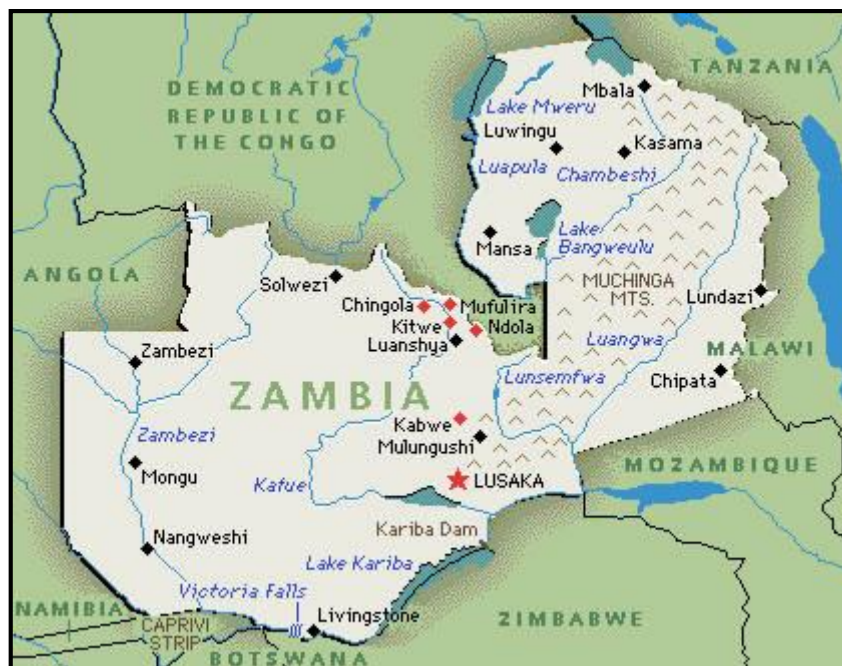 DEMOCRATIC
REPUBLIC OF
THE CONGO
TANZANIA
Mbala
Lake Mweru
Luwingu
Kasama
Luapula
Chambeshi
Lake
Bangweulu
Mansa
MUCHINGA
MTS.
ANGOLA
Solwezi
Chingola
Mufulira
Lundazi
Kitwe
Ndola
Luanshya
Luangwa
Zambezi
MALAWI
Lunsemfwa
Chipata
ZAMBIA
Kabwe
Zambezi
Mulungushi
Mongu
MOZAMBIQUE
Kafue
LUSAKA
Kariba Dam
Nangweshi
Lake Kariba
Victoria Falls
NAMIBIA
Livingstone
ZIMBABWE
CAPRIVI
STRIP
BOTSWANA